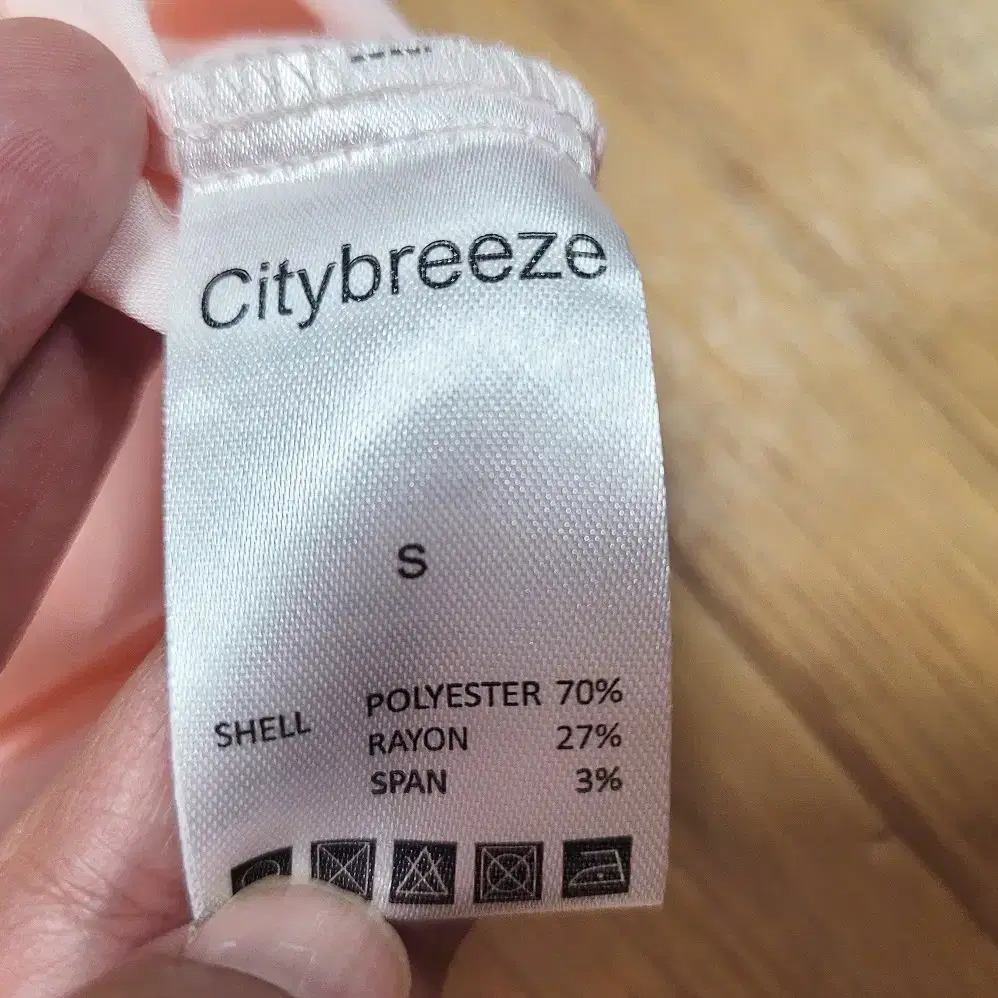 Citybreeze
S
SHELL POLYESTER 70%
RAYON 27%
SPAN 3%